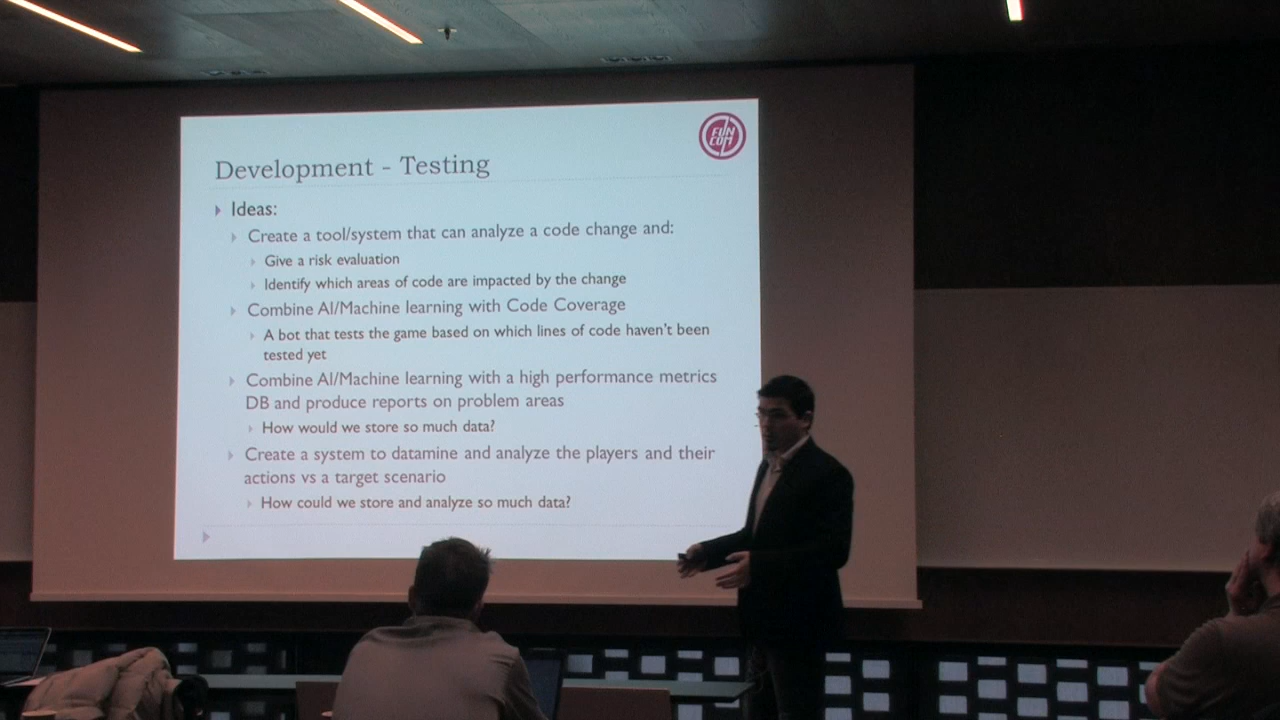 FUN
COM
Development - Testing
Ideas:
Create a tool/system that can analyze a code change and:
Give a risk evaluation
Identify which areas of code are impacted by the change
Combine AI/Machine learning with Code Coverage
A bot that tests the game based on which lines of code haven't been
tested yet
Combine AI/Machine learning with a high performance metrics
DB and produce reports on problem areas
How would we store so much data?
Create a system to datamine and analyze the players and their
actions vs a target scenario
How could we store and analyze so much data?